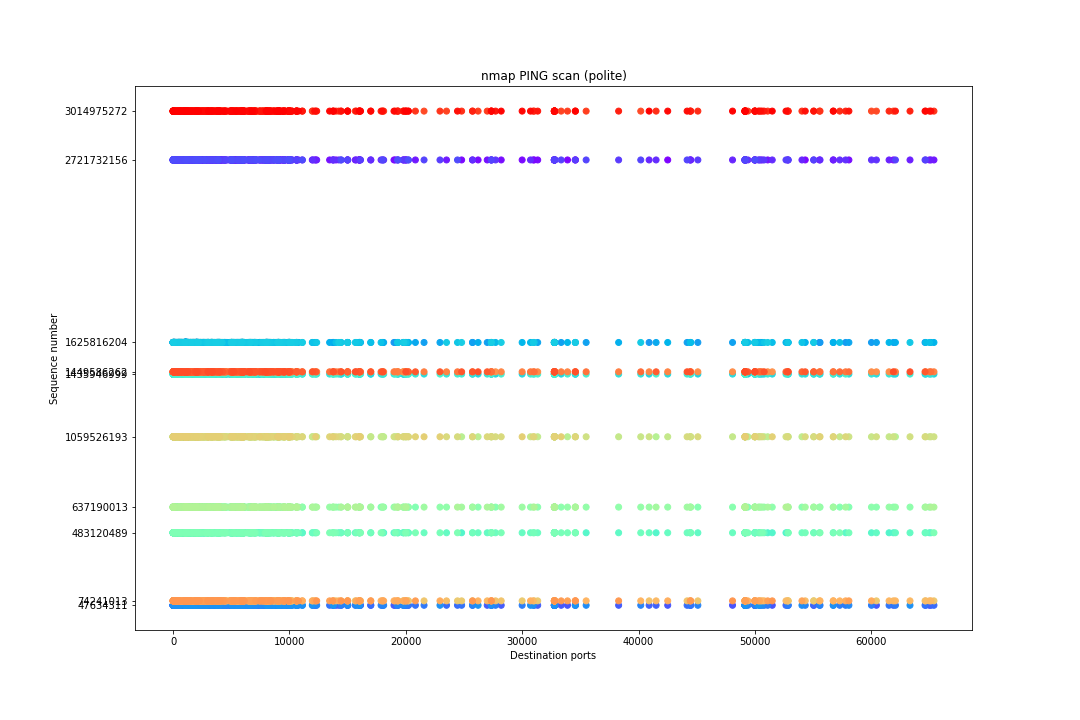 nmap PING scan (polite)
3014975272
2721732156
1625816204
1059526193
637190013
483120489
74241013
47634311
Sequence number
0 10000 20000 30000 40000 50000 60000
Destination ports